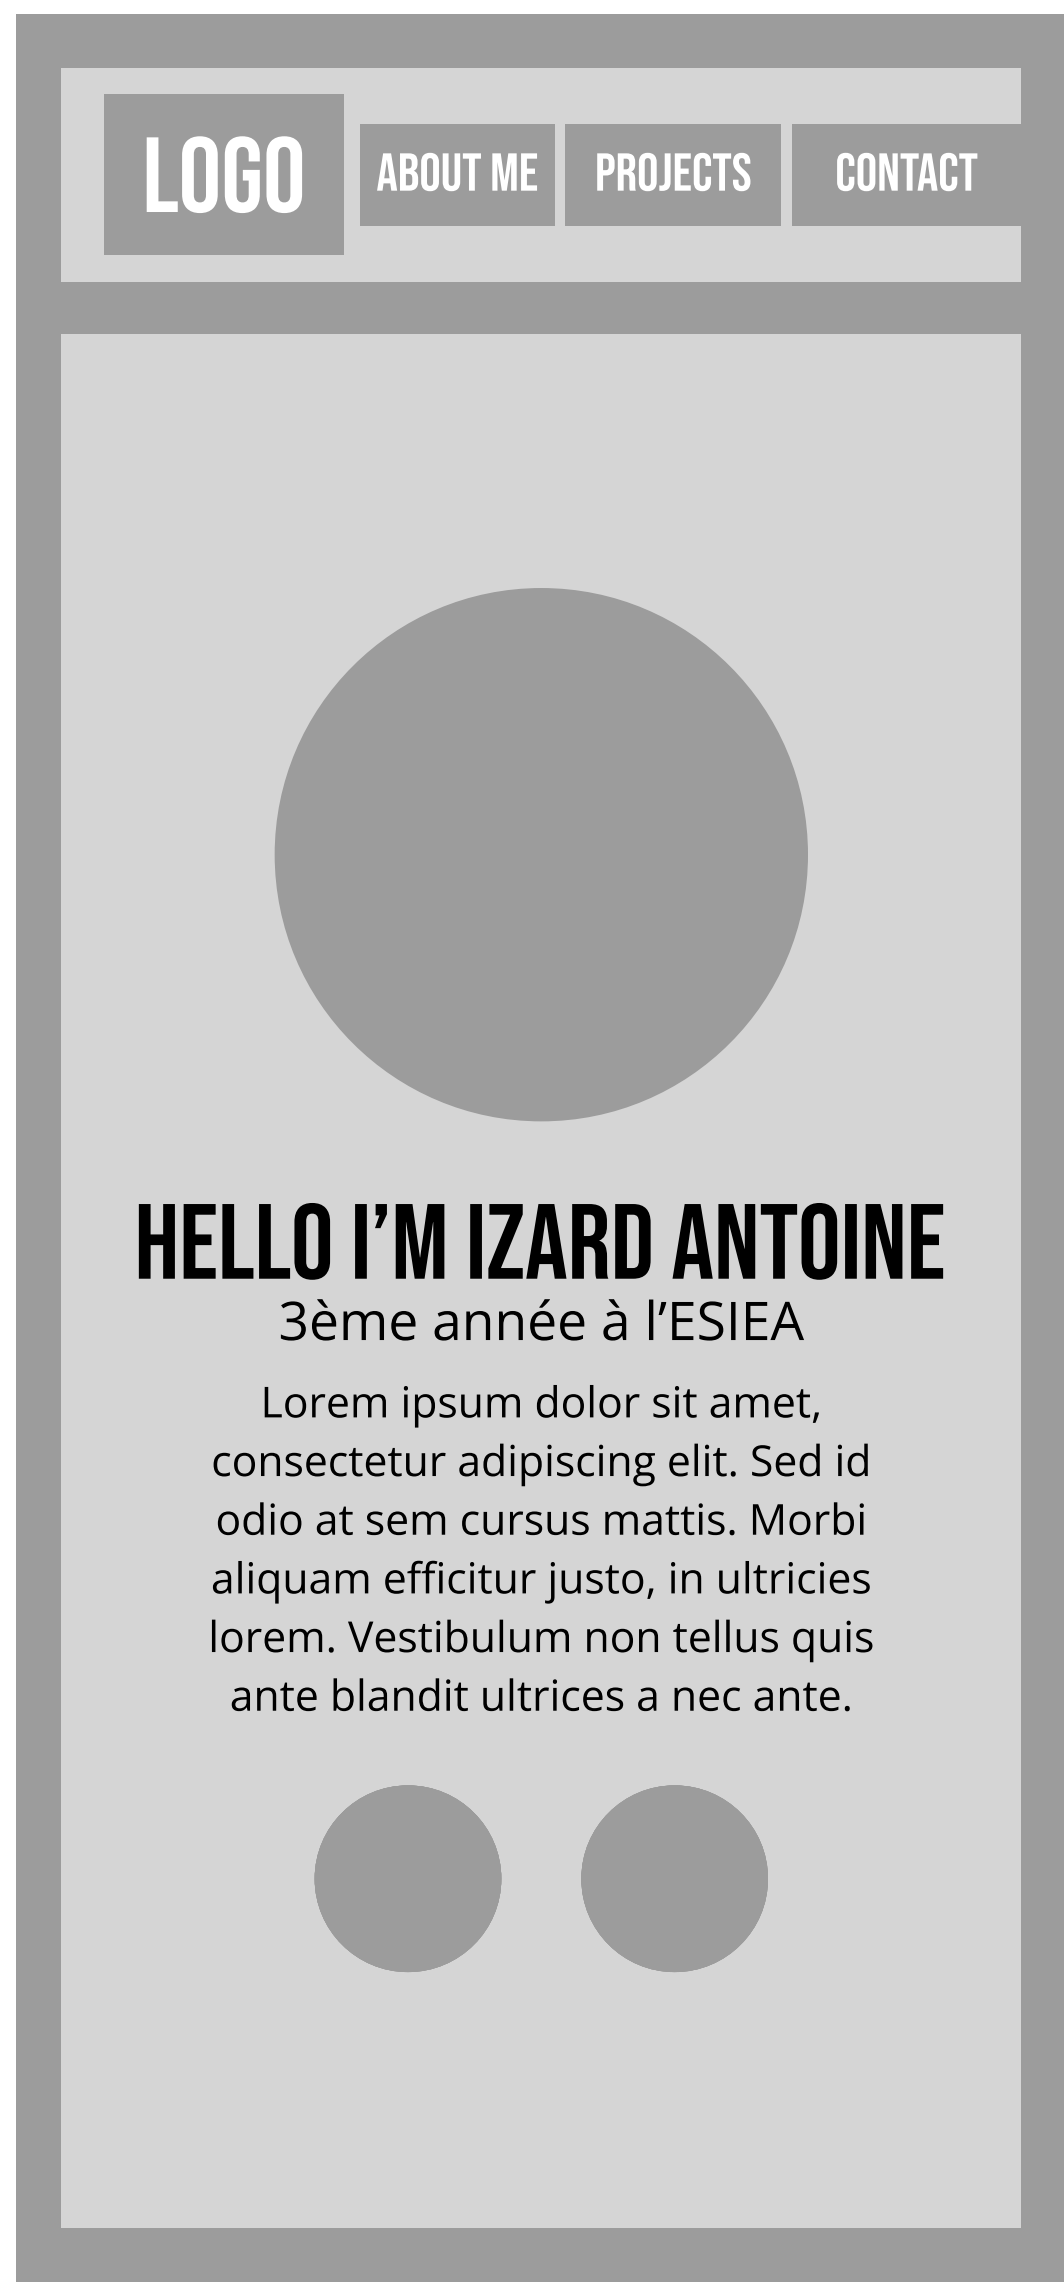 LOGO
ABOUT ME
PROJECTS
CONTACT
HELLO I’M IZARD ANTOINE
3ème année à l’ESIEA
Lorem ipsum dolor sit amet,
consectetur adipiscing elit. Sed id
odio at sem cursus mattis. Morbi
aliquam efficitur justo, in ultricies
lorem. Vestibulum non tellus quis
ante blandit ultrices a nec ante.